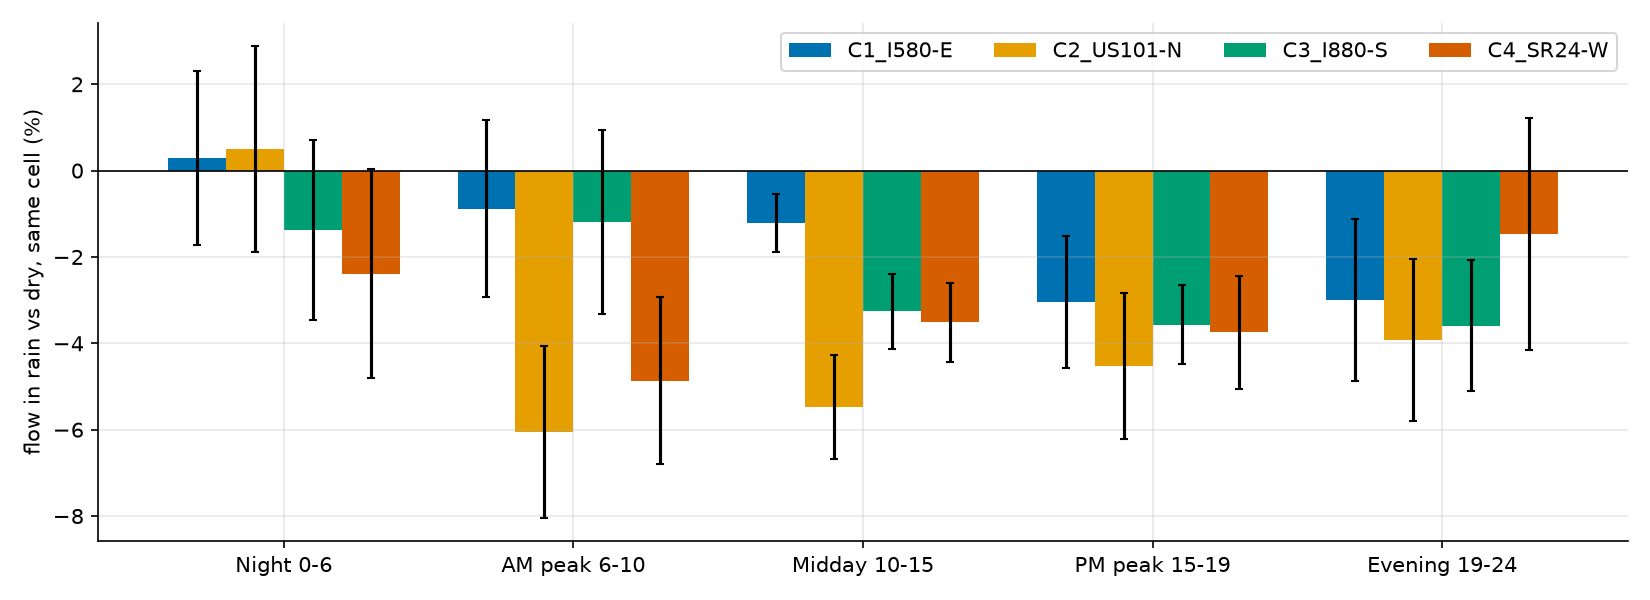 C1_I580-E C2_US101-N C3_I880-S C4_SR24-W
flow in rain vs dry, same cell (%)
2
0
−2
−4
−6
−8
Night 0-6 AM peak 6-10 Midday 10-15 PM peak 15-19 Evening 19-24